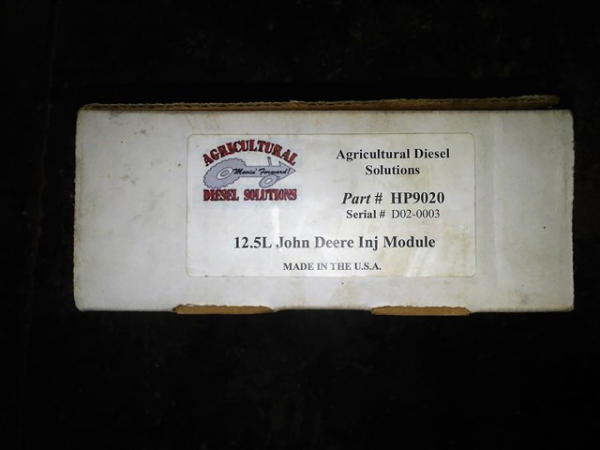 AGRICULTURAL
Movin' Forward!
DIESEL SOLUTIONS
Agricultural Diesel
Solutions
Part # HP9020
Serial # D02-0003
12.5L John Deere Inj Module
MADE IN THE U.S.A.